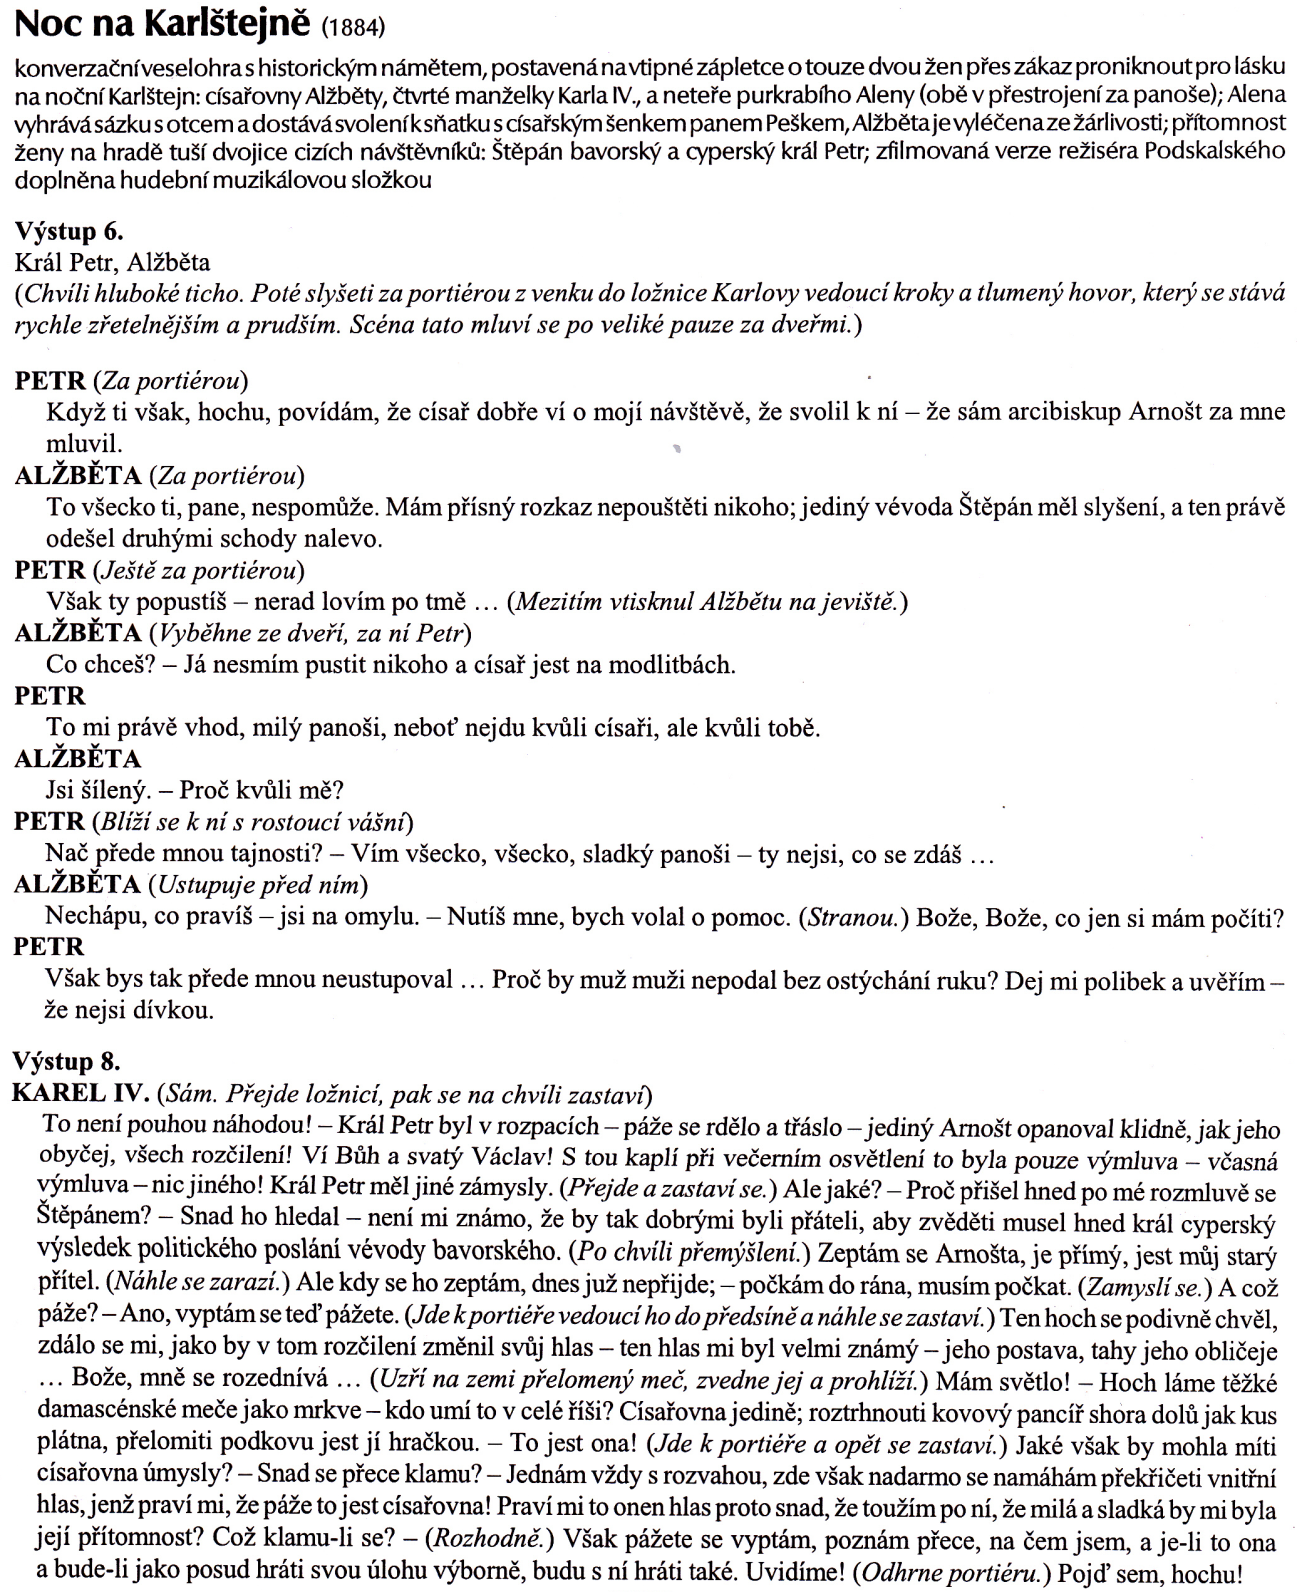 Noc na Karlštejně (1884)
konverzační veselohra s historickým námětem, postavená na vtipné zápletce o touze dvou žen přes zákaz proniknout pro lásku
na noční Karlštejn: císařovny Alžběty, čtvrté manželky Karla IV., a neteře purkrabího Aleny (obě v přestrojení za panoše); Alena
vyhrává sázku s otcem a dostává svolení k sňatku s císařským šenkem panem Peškem, Alžběta je vyléčena ze žárlivosti; přítomnost
ženy na hradě tuší dvojice cizích návštěvníků: Štěpán bavorský a cyperský král Petr; zfilmovaná verze režiséra Podskalského
doplněna hudební muzikálovou složkou
Výstup 6.
Král Petr, Alžběta
(Chvíli hluboké ticho. Poté slyšeti za portiérou z venku do ložnice Karlovy vedoucí kroky a tlumený hovor, který se stává
rychle zřetelnějším a prudším. Scéna tato mluví se po veliké pauze za dveřmi.)
PETR (Za portiérou)
Když ti však, hochu, povídám, že císař dobře ví o mojí návštěvě, že svolil k ní – že sám arcibiskup Arnošt za mne
mluvil.
ALŽBĚTA (Za portiérou)
To všecko ti, pane, nespomůže. Mám přísný rozkaz nepouštěti nikoho; jediný vévoda Štěpán měl slyšení, a ten právě
odešel druhými schody nalevo.
PETR (Ještě za portiérou)
Však ty popustíš – nerad lovím po tmě … (Mezitím vtisknul Alžbětu na jeviště.)
ALŽBĚTA (Vyběhne ze dveří, za ní Petr)
Co chceš? – Já nesmím pustit nikoho a císař jest na modlitbách.
PETR
To mi právě vhod, milý panoši, neboť nejdu kvůli císaři, ale kvůli tobě.
ALŽBĚTA
Jsi šílený. – Proč kvůli mě?
PETR (Blíží se k ní s rostoucí vášní)
Nač přede mnou tajnosti? – Vím všecko, všecko, sladký panoši – ty nejsi, co se zdáš …
ALŽBĚTA (Ustupuje před ním)
Nechápu, co pravíš – jsi na omylu. – Nutíš mne, bych volal o pomoc. (Stranou.) Bože, Bože, co jen si mám počíti?
PETR
Však bys tak přede mnou neustupoval … Proč by muž muži nepodal bez ostýchání ruku? Dej mi polibek a uvěřím –
že nejsi dívkou.
Výstup 8.
KAREL IV. (Sám. Přejde ložnicí, pak se na chvíli zastaví)
To není pouhou náhodou! – Král Petr byl v rozpacích – páže se rdělo a třáslo – jediný Arnošt opanoval klidně, jak jeho
obyčej, všech rozčilení! Ví Bůh a svatý Václav! S tou kaplí při večerním osvětlení to byla pouze výmluva – včasná
výmluva – nic jiného! Král Petr měl jiné zámysly. (Přejde a zastaví se.) Ale jaké? – Proč přišel hned po mé rozmluvě se
Štěpánem? – Snad ho hledal – není mi známo, že by tak dobrými byli přáteli, aby zvěděti musel hned král cyperský
výsledek politického poslání vévody bavorského. (Po chvíli přemýšlení.) Zeptám se Arnošta, je přímý, jest můj starý
přítel. (Náhle se zarazí.) Ale kdy se ho zeptám, dnes již nepřijde; – počkám do rána, musím počkat. (Zamyslí se.) A což
páže? – Ano, vyptám se teď pážete. (Jde k portiéře vedoucí ho do předsíně a náhle se zastaví.) Ten hoch se podivně chvěl,
zdálo se mi, jako by v tom rozčilení změnil svůj hlas – ten hlas mi byl velmi známý – jeho postava, tahy jeho obličeje
… Bože, mně se rozednívá … (Uzří na zemi přelomený meč, zvedne jej a prohlíží.) Mám světlo! – Hoch láme těžké
damascénské meče jako mrkve – kdo umí to v celé říši? Císařovna jedině; roztrhnouti kovový pancíř shora dolů jak kus
plátna, přelomiti podkovu jest jí hračkou. – To jest ona! (Jde k portiéře a opět se zastaví.) Jaké však by mohla míti
císařovna úmysly? – Snad se přece klamu? – Jednám vždy s rozvahou, zde však nadarmo se namáhám překřičeti vnitřní
hlas, jenž praví mi, že páže to jest císařovna! Praví mi to onen hlas proto snad, že toužím po ní, že milá a sladká by mi byla
její přítomnost? Což klamu-li se? – (Rozhodně.) Však pážete se vyptám, poznám přece, na čem jsem, a je-li to ona
a bude-li jako posud hráti svou úlohu výborně, budu s ní hráti také. Uvidíme! (Odhrne portiéru.) Pojď sem, hochu!